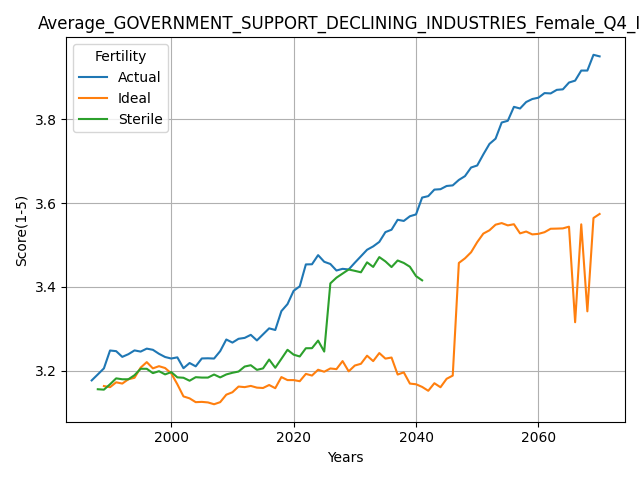 Average_GOVERNMENT_SUPPORT_DECLINING_INDUSTRIES_Female_Q4_I
Fertility
Actual
Ideal
Sterile
Score(1-5)
3.8
3.6
3.4
3.2
2000 2020 2040 2060
Years